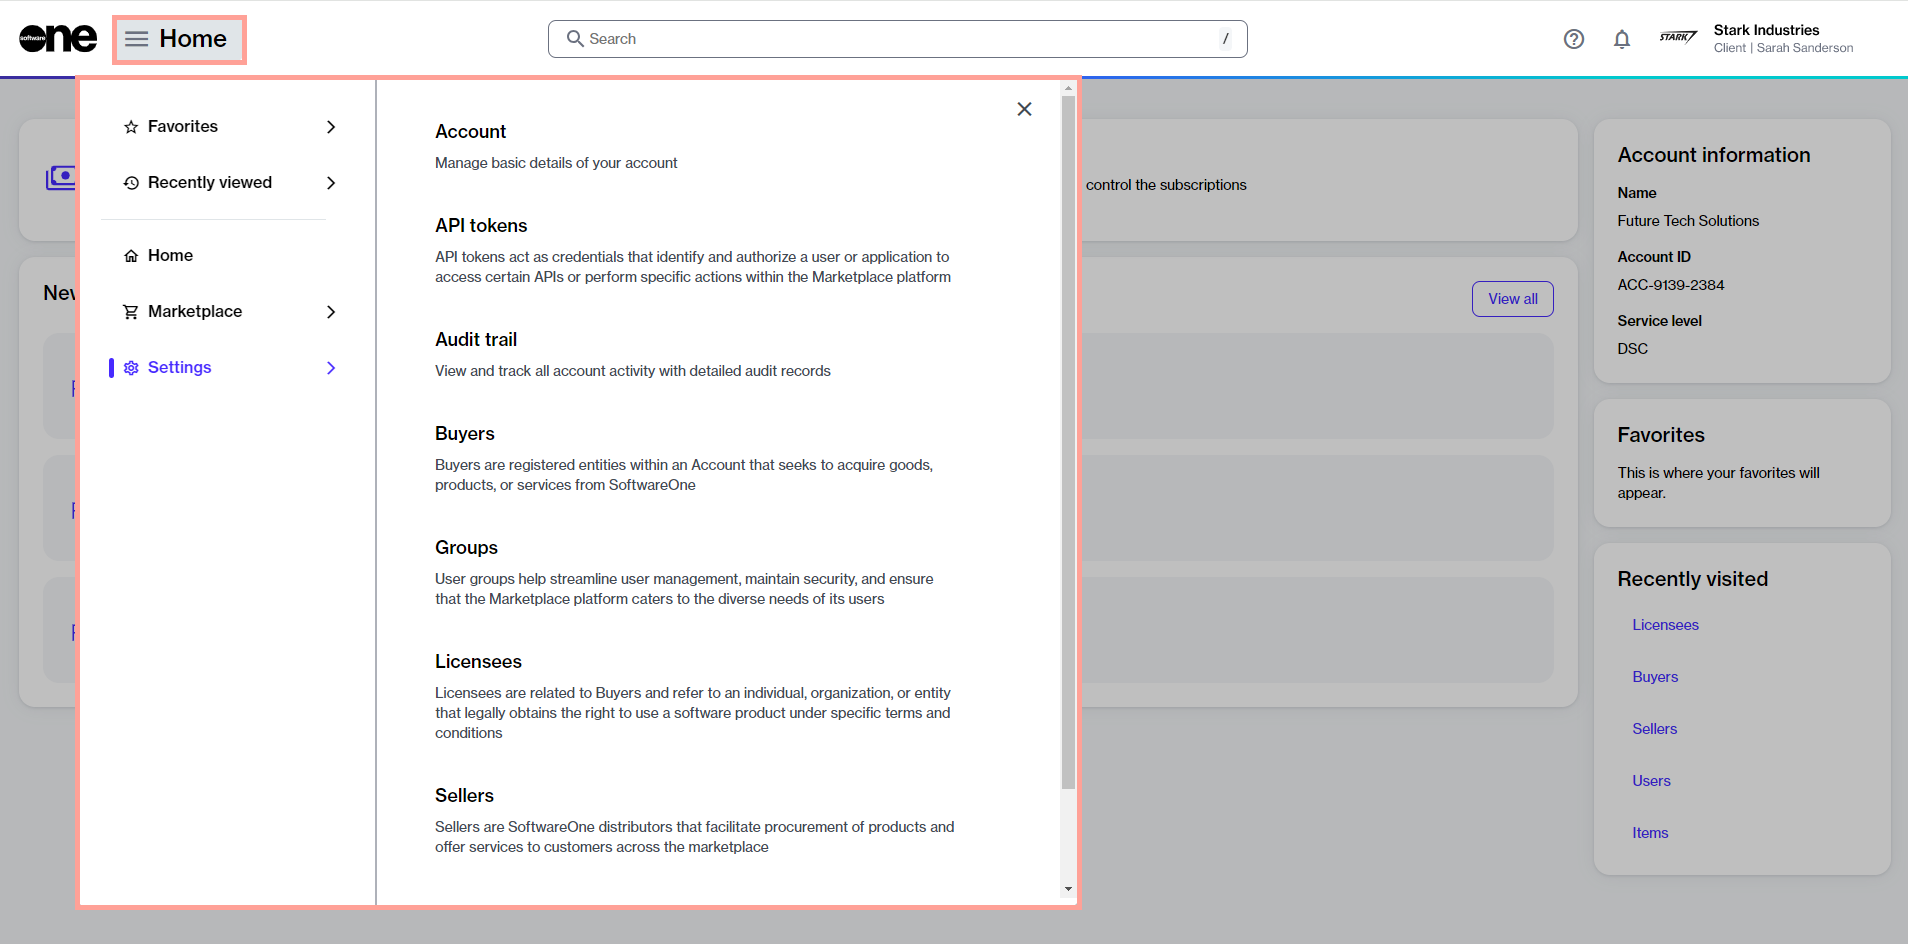 software one
Home
Search
/
STARK
Stark Industries
Client | Sarah Sanderson
Favorites
Recently viewed
Home
Marketplace
Settings
Account
Manage basic details of your account
API tokens
API tokens act as credentials that identify and authorize a user or application to
access certain APIs or perform specific actions within the Marketplace platform
Audit trail
View and track all account activity with detailed audit records
Buyers
Buyers are registered entities within an Account that seeks to acquire goods,
products, or services from SoftwareOne
Groups
User groups help streamline user management, maintain security, and ensure
that the Marketplace platform caters to the diverse needs of its users
Licensees
Licensees are related to Buyers and refer to an individual, organization, or entity
that legally obtains the right to use a software product under specific terms and
conditions
Sellers
Sellers are SoftwareOne distributors that facilitate procurement of products and
offer services to customers across the marketplace
control the subscriptions
View all
Account information
Name
Future Tech Solutions
Account ID
ACC-9139-2384
Service level
DSC
Favorites
This is where your favorites will
appear.
Recently visited
Licensees
Buyers
Sellers
Users
Items